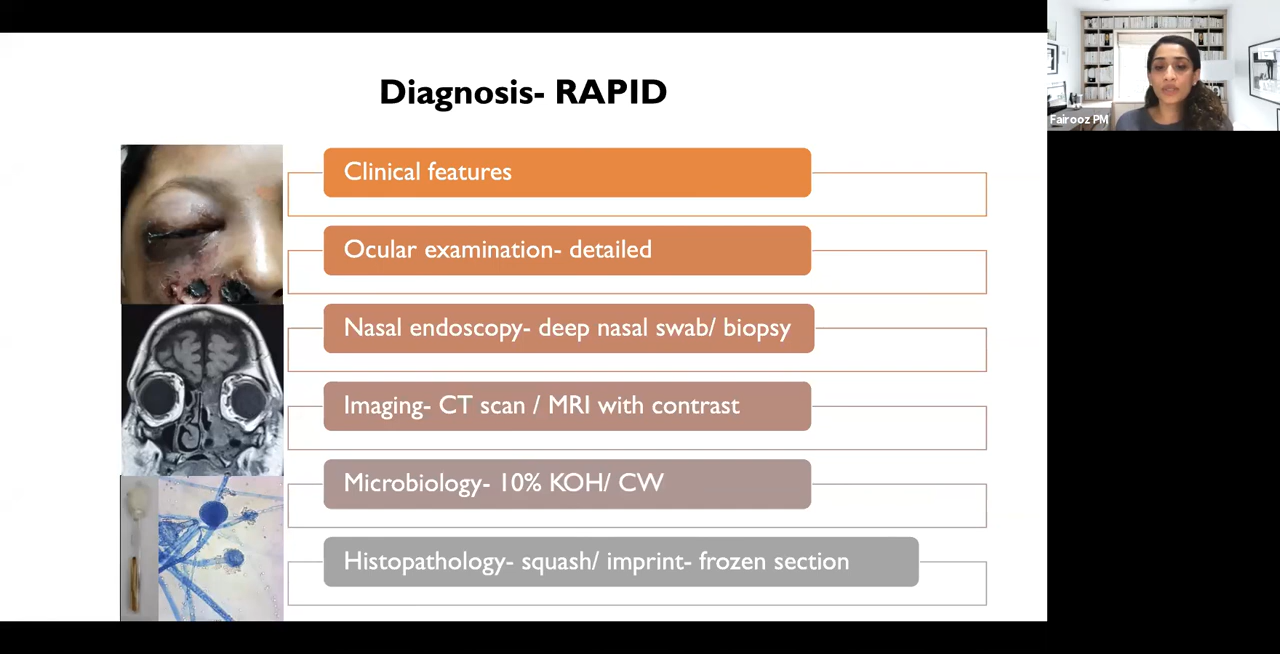 Diagnosis- RAPID
Clinical features
Ocular examination- detailed
Nasal endoscopy- deep nasal swab/ biopsy
Imaging- CT scan / MRI with contrast
Microbiology- 10% KOH/ CW
Histopathology- squash/ imprint- frozen section
Fairooz PM